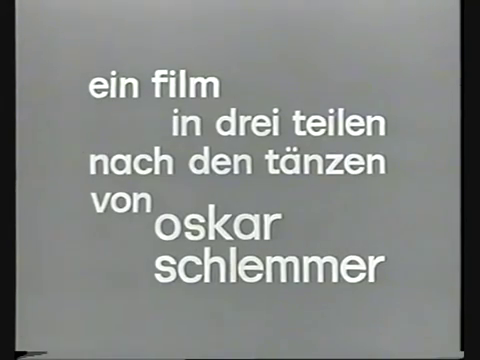 ein film
in drei teilen
nach den tänzen
von
oskar
schlemmer